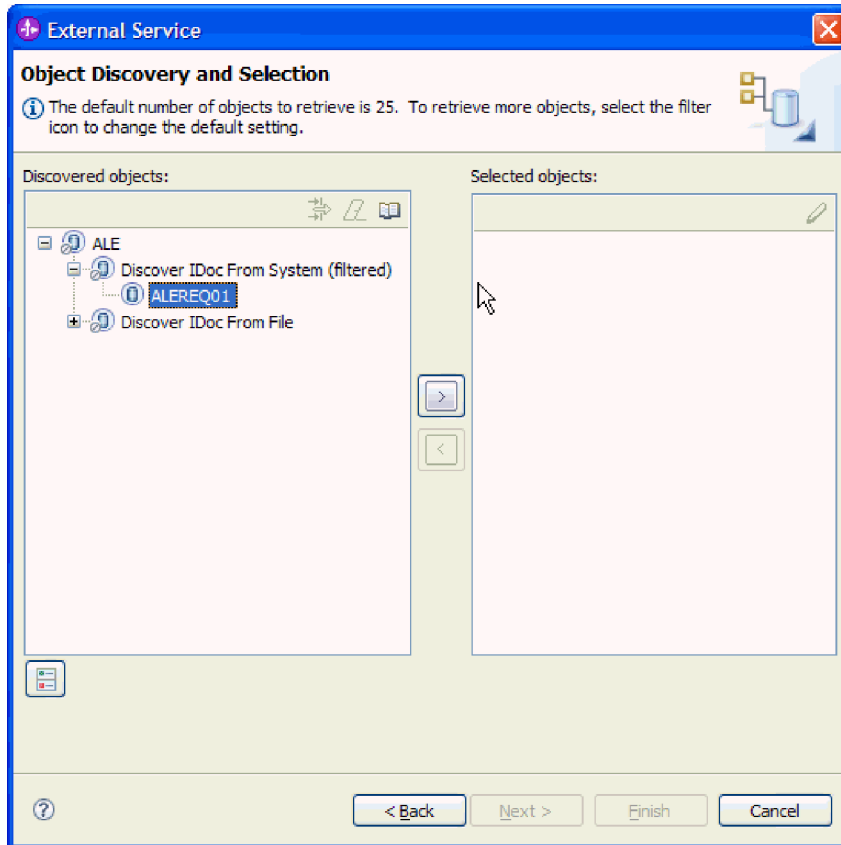 External Service
Object Discovery and Selection
The default number of objects to retrieve is 25. To retrieve more objects, select the filter
icon to change the default setting.
Discovered objects:
Selected objects:
ALE
Discover IDoc From System (filtered)
ALEREQ01
Discover IDoc From File
>
<
< Back
Next >
Finish
Cancel